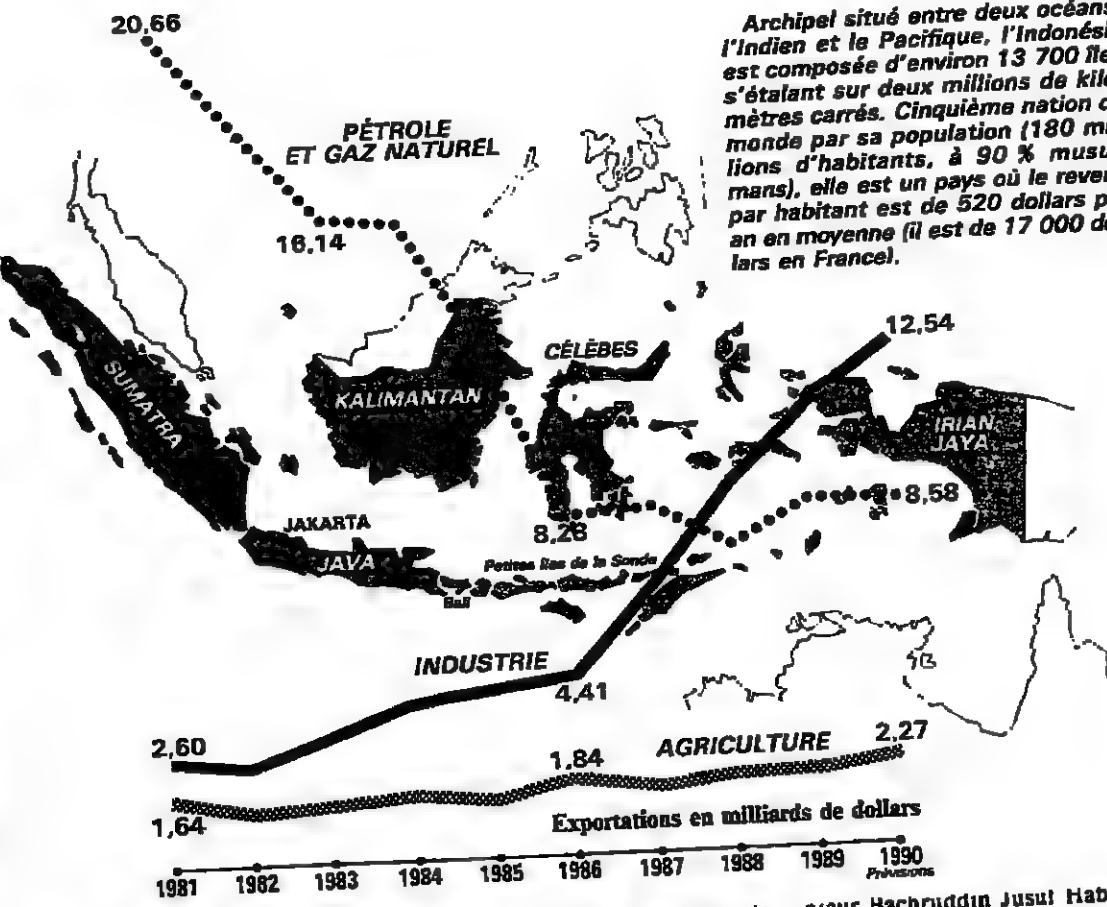 20,66
Archipel situé entre deux océans
l'Indien et le Pacifique, l'Indonési
est composée d'environ 13 700 île
s'étalant sur deux millions de kilo
mètres carrés. Cinquième nation d
monde par sa population (180 mi
lions d'habitants, à 90 % musu
mans), elle est un pays où le reven
par habitant est de 520 dollars p
an en moyenne (il est de 17 000 do
lars en France).
PÉTROLE
ET GAZ NATUREL
16,14
12,54
CÉLÈBES
SUMATRA
KALIMANTAN
IRIAN
JAYA
8,58
JAKARTA
8,28
JAVA
Petites Iles de la Sonde
Bali
INDUSTRIE
4,41
2,60
AGRICULTURE
2,27
1,84
1,64
Exportations en milliards de dollars
1981 1982 1983 1984 1985 1986 1987 1988 1989 1990
Prévisions
Bachruddin Jusuf Hab